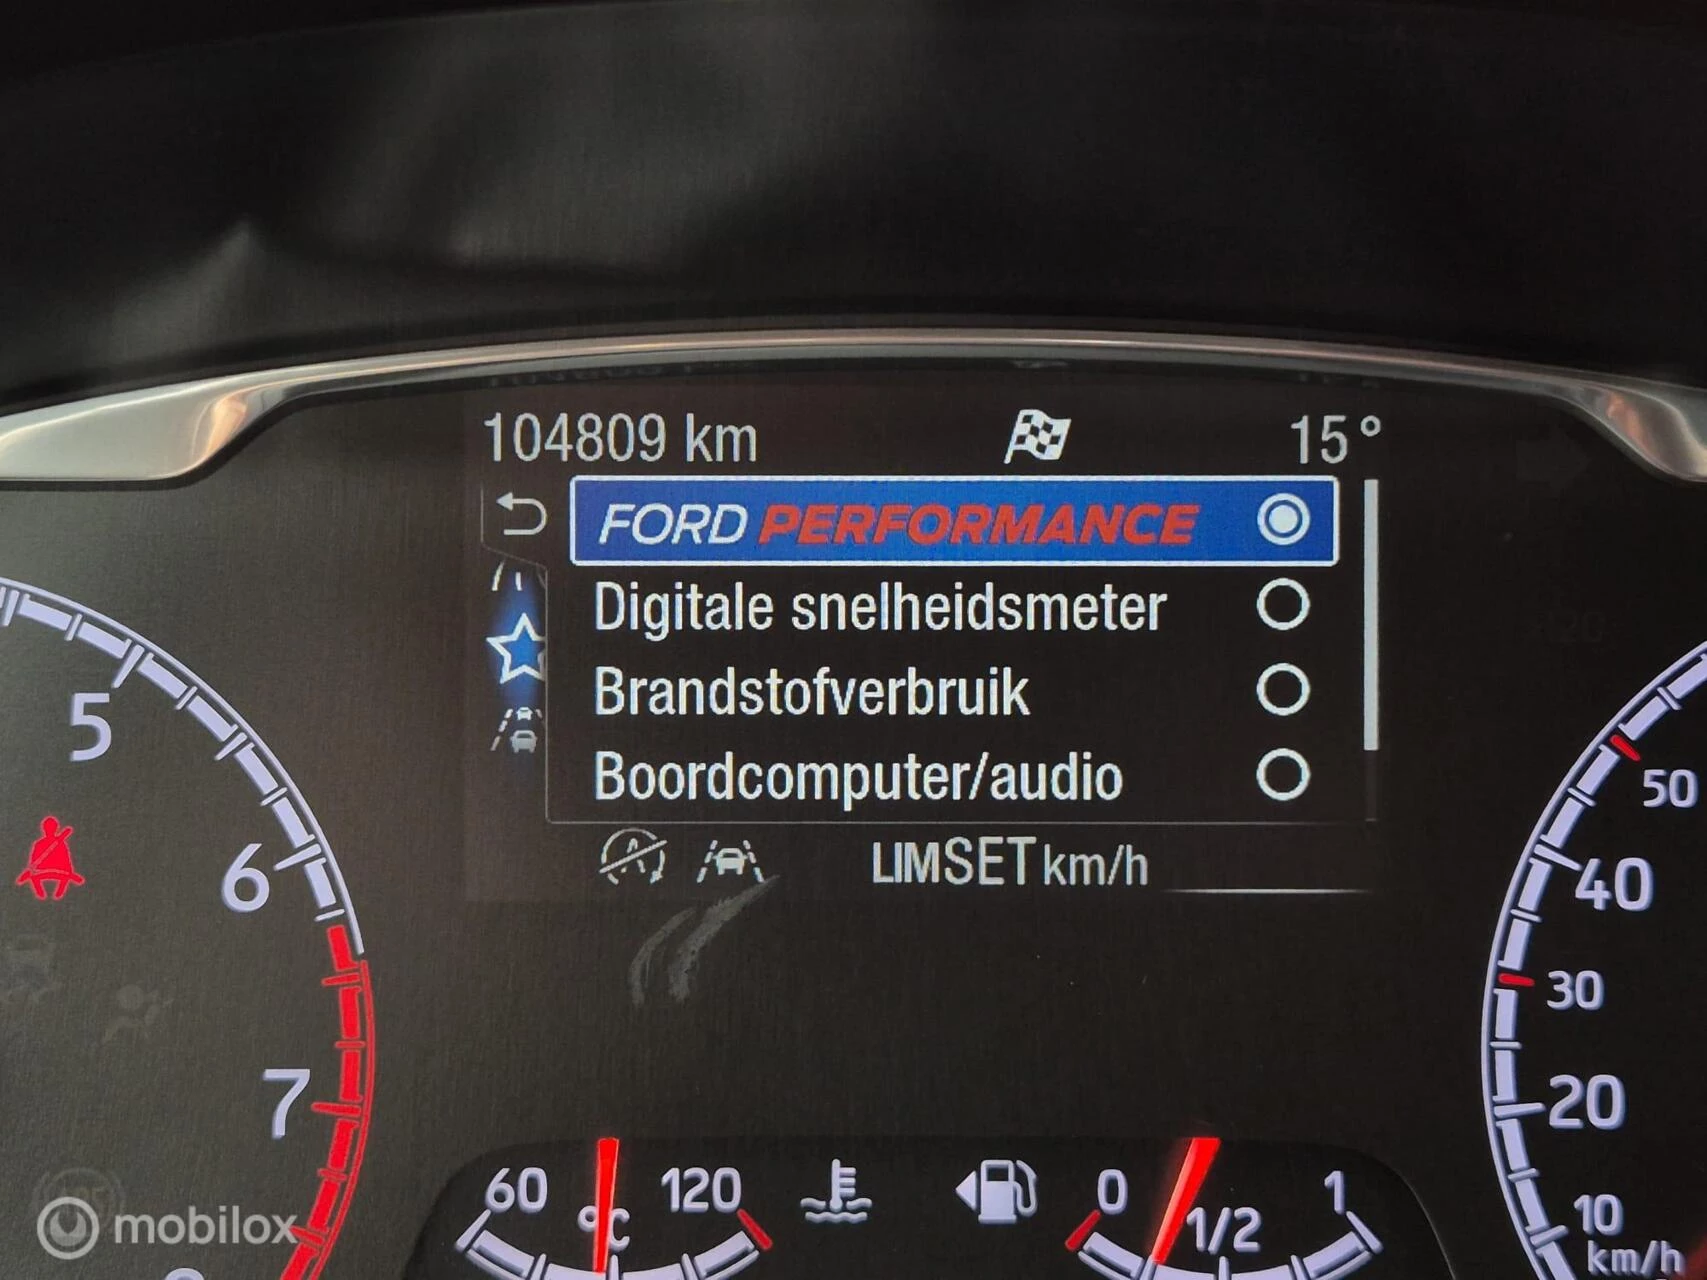 104809 km 15°
FORD PERFORMANCE
Digitale snelheidsmeter
Brandstofverbruik
Boordcomputer/audio
LIMSET km/h
5
6
7
50
40
30
20
10
km/h
60 120
°C
0 1/2 1
mobilox